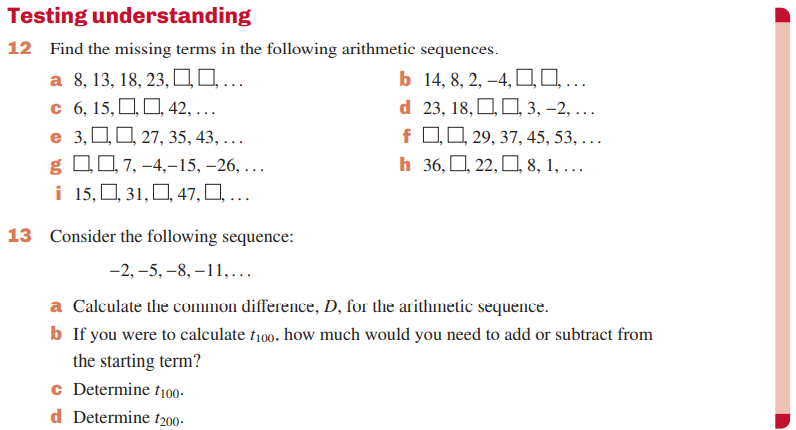 Testing understanding
12 Find the missing terms in the following arithmetic sequences.
a 8, 13, 18, 23, □, □, ...
b 14, 8, 2, −4, □, □, ...
c 6, 15, □, □, 42, ...
d 23, 18, □, □, 3, −2, ...
e 3, □, □, 27, 35, 43, ...
f □, □, 29, 37, 45, 53, ...
g □, □, 7, −4,−15, −26, ...
h 36, □, 22, □, 8, 1, ...
i 15, □, 31, □, 47, □, ...
13 Consider the following sequence:
−2, −5, −8, −11, ...
a Calculate the common difference, D, for the arithmetic sequence.
b If you were to calculate t₁₀₀, how much would you need to add or subtract from
the starting term?
c Determine t₁₀₀.
d Determine t₂₀₀.